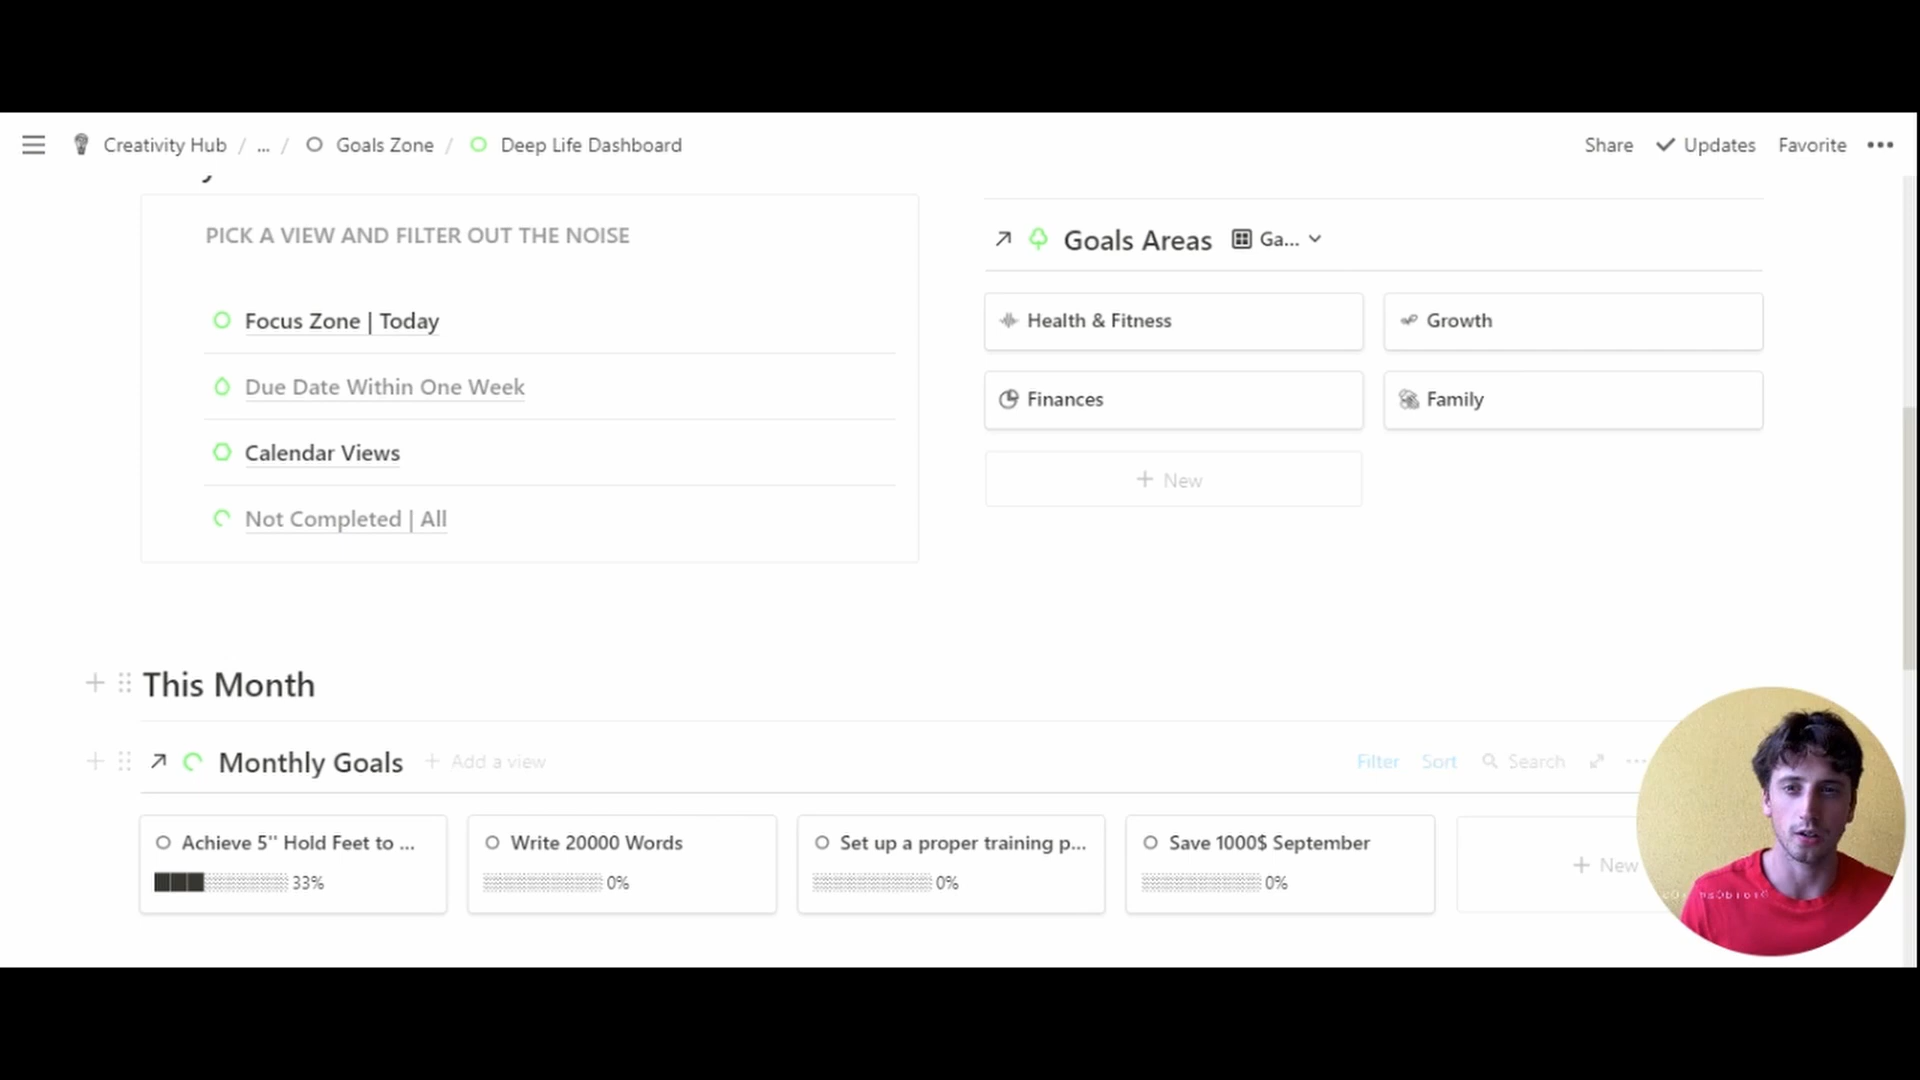 Creativity Hub / ... / Goals Zone / Deep Life Dashboard
Share Updates Favorite
PICK A VIEW AND FILTER OUT THE NOISE
Focus Zone | Today
Due Date Within One Week
Calendar Views
Not Completed | All
Goals Areas Ga...
Health & Fitness
Growth
Finances
Family
+ New
This Month
Monthly Goals + Add a view
Filter Sort Search
Achieve 5'' Hold Feet to ...
33%
Write 20000 Words
0%
Set up a proper training p...
0%
Save 1000$ September
0%
+ New